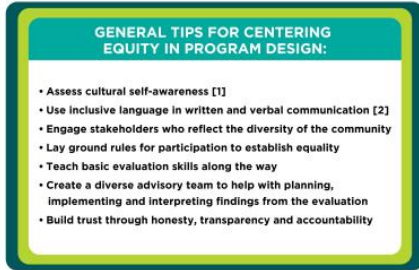 GENERAL TIPS FOR CENTERING
EQUITY IN PROGRAM DESIGN:
• Assess cultural self-awareness [1]
• Use inclusive language in written and verbal communication [2]
• Engage stakeholders who reflect the diversity of the community
• Lay ground rules for participation to establish equality
• Teach basic evaluation skills along the way
• Create a diverse advisory team to help with planning,
implementing and interpreting findings from the evaluation
• Build trust through honesty, transparency and accountability